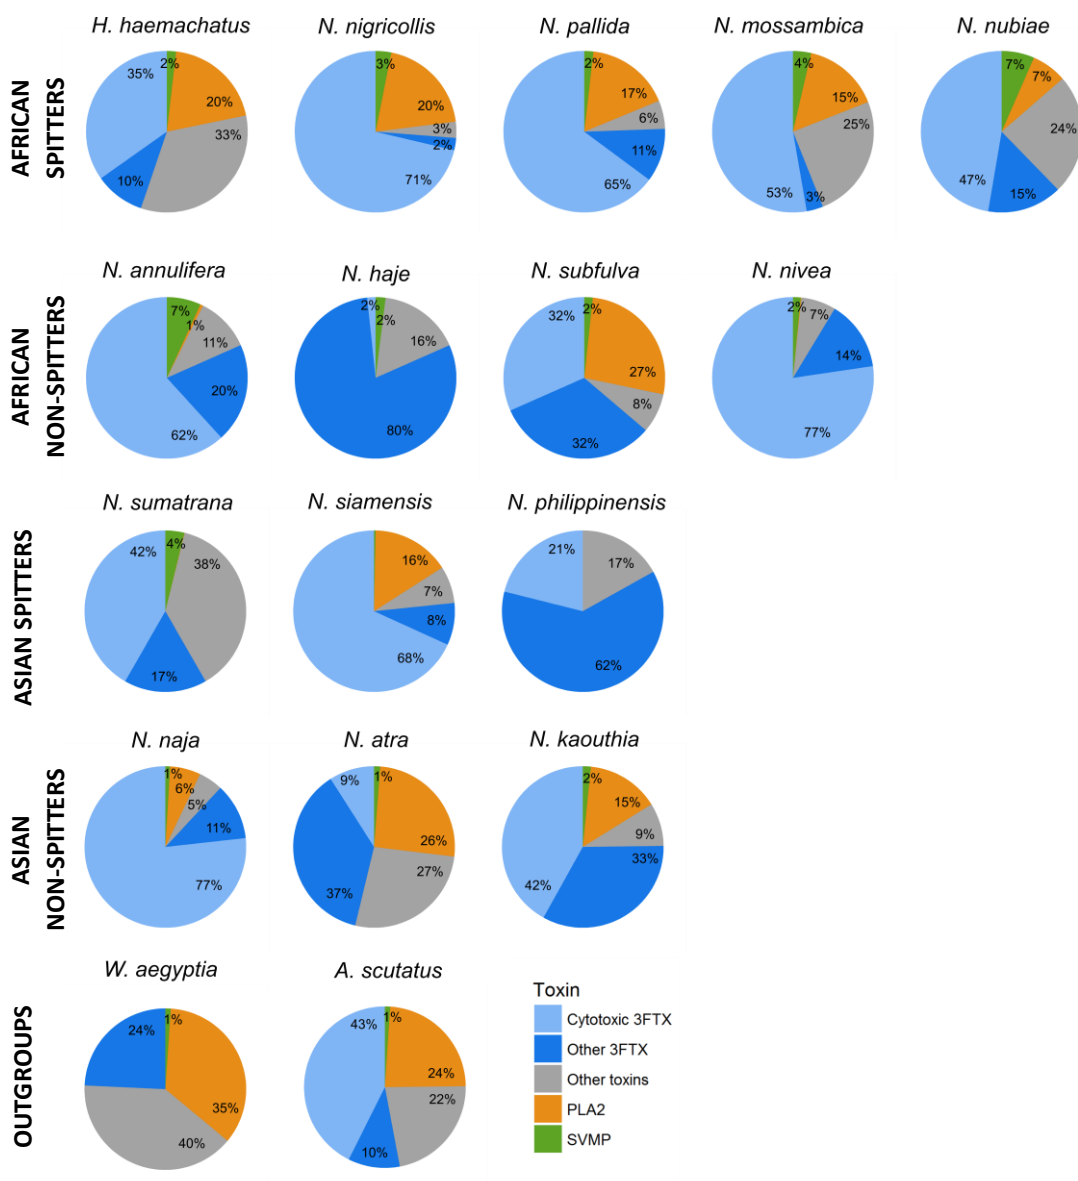 H. haemachatus
N. nigricollis
N. pallida
N. mossambica
N. nubiae
AFRICAN
SPITTERS
35%
2%
20%
33%
10%
3%
20%
3%
2%
71%
2%
17%
6%
11%
65%
4%
15%
25%
3%
53%
7%
7%
24%
15%
47%
N. annulifera
N. haje
N. subfulva
N. nivea
AFRICAN
NON-SPITTERS
7%
1%
11%
20%
62%
2%
2%
16%
80%
32%
2%
27%
8%
32%
2%
7%
14%
77%
N. sumatrana
N. siamensis
N. philippinensis
ASIAN SPITTERS
42%
4%
38%
17%
16%
7%
8%
68%
21%
17%
62%
N. naja
N. atra
N. kaouthia
ASIAN
NON-SPITTERS
1%
6%
5%
11%
77%
9%
1%
26%
27%
37%
2%
15%
9%
33%
42%
W. aegyptia
A. scutatus
OUTGROUPS
24%
1%
35%
40%
43%
1%
24%
22%
10%
Toxin
Cytotoxic 3FTX
Other 3FTX
Other toxins
PLA2
SVMP